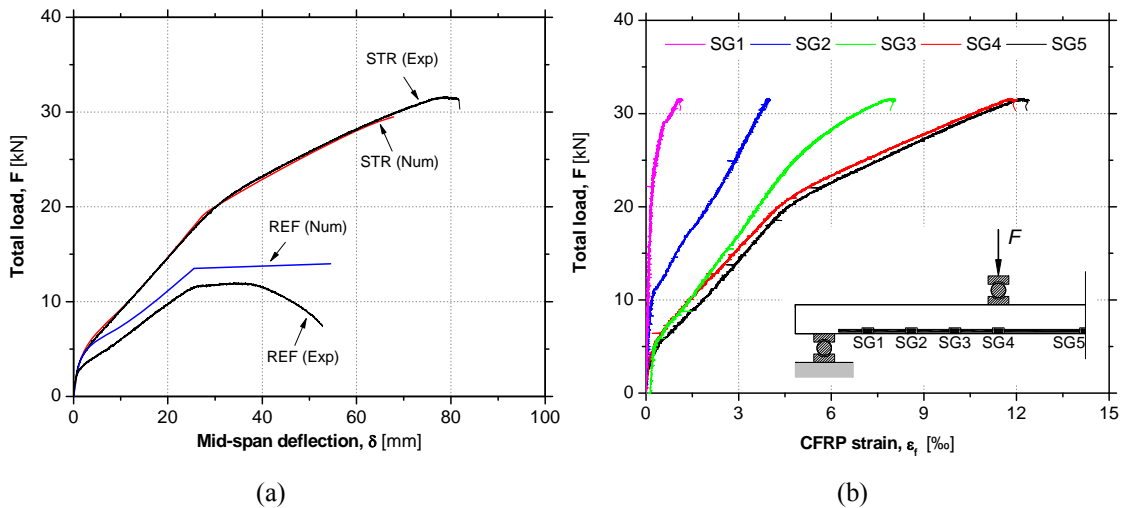 40
30
20
10
0
0 20 40 60 80 100
Total load, F [kN]
Mid-span deflection, δ [mm]
STR (Exp)
STR (Num)
REF (Num)
REF (Exp)
(a)
SG1 SG2 SG3 SG4 SG5
40
30
20
10
0
0 3 6 9 12 15
Total load, F [kN]
CFRP strain, εf [‰]
F
SG1 SG2 SG3 SG4 SG5
(b)